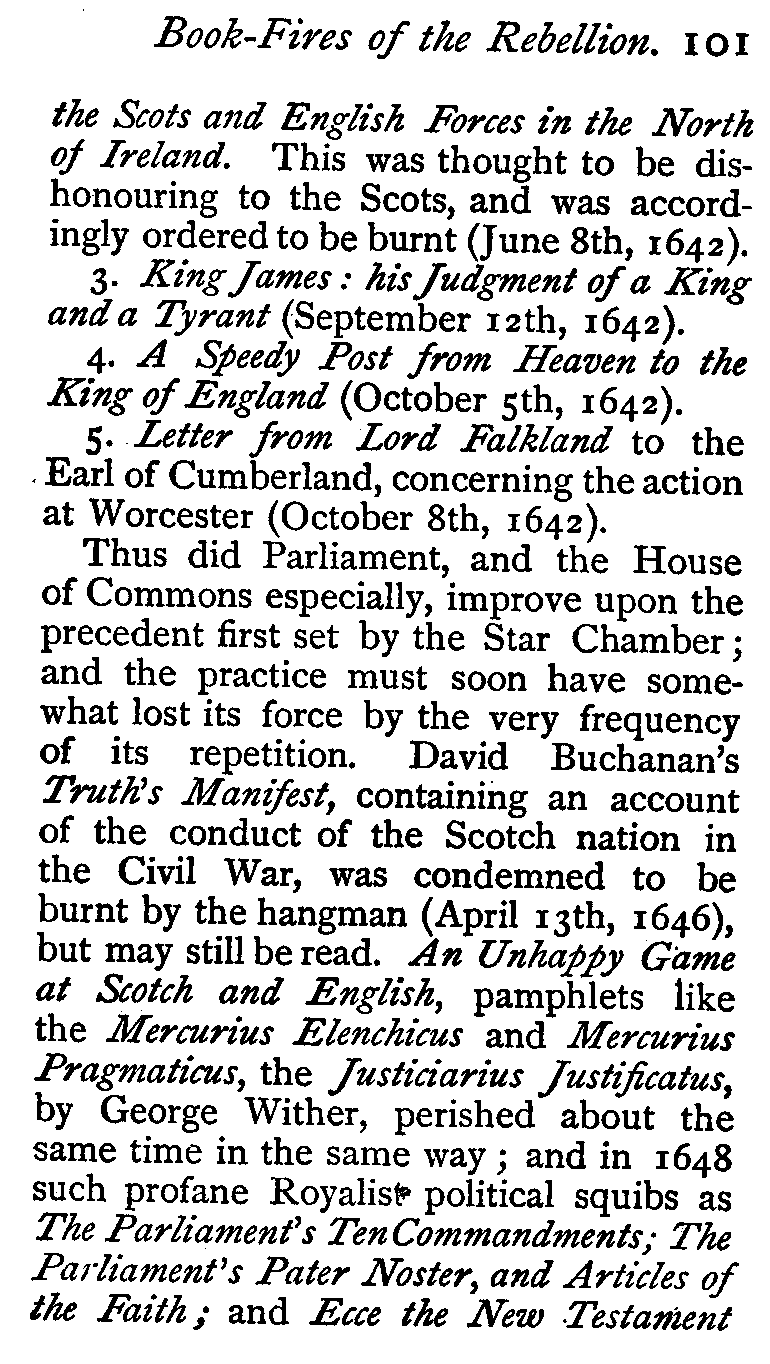 Book-Fires of the Rebellion. 101
the Scots and English Forces in the North
of Ireland. This was thought to be dis-
honouring to the Scots, and was accord-
ingly ordered to be burnt (June 8th, 1642).
3. King James : his Judgment of a King
and a Tyrant (September 12th, 1642).
4. A Speedy Post from Heaven to the
King of England (October 5th, 1642).
5. Letter from Lord Falkland to the
Earl of Cumberland, concerning the action
at Worcester (October 8th, 1642).
Thus did Parliament, and the House
of Commons especially, improve upon the
precedent first set by the Star Chamber ;
and the practice must soon have some-
what lost its force by the very frequency
of its repetition. David Buchanan's
Truth's Manifest, containing an account
of the conduct of the Scotch nation in
the Civil War, was condemned to be
burnt by the hangman (April 13th, 1646),
but may still be read. An Unhappy Game
at Scotch and English, pamphlets like
the Mercurius Elenchicus and Mercurius
Pragmaticus, the Justiciarius Justificatus,
by George Wither, perished about the
same time in the same way ; and in 1648
such profane Royalist political squibs as
The Parliament's Ten Commandments; The
Parliament's Pater Noster, and Articles of
the Faith ; and Ecce the New Testament